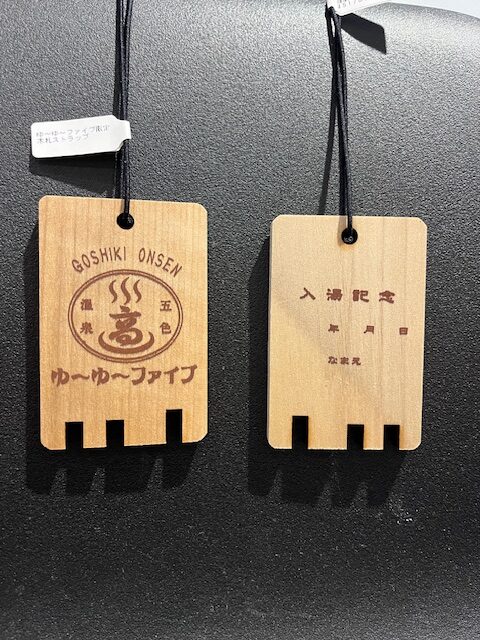 ゆ～ゆ～ファイブ限定
木札ストラップ
GOSHIKI ONSEN
五色
温泉
高
ゆ～ゆ～ファイブ
入湯記念
年 月 日
なまえ